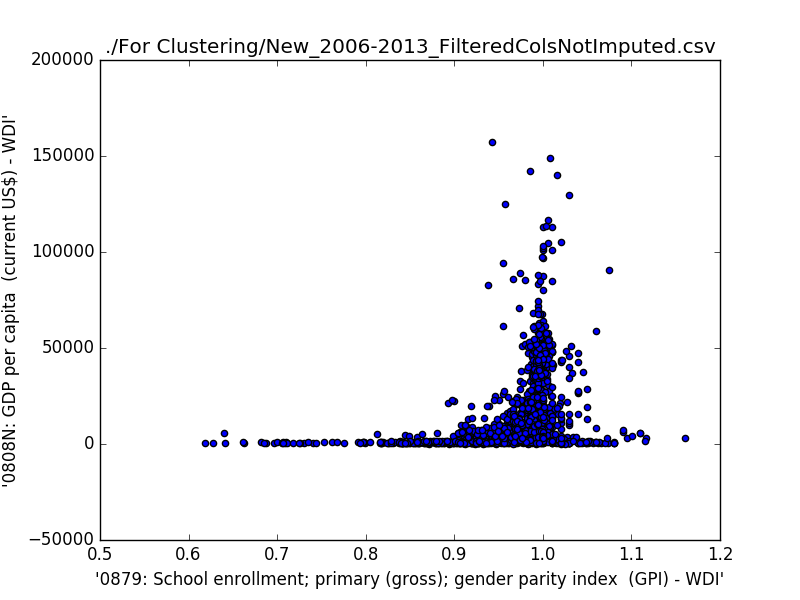 ./For Clustering/New_2006-2013_FilteredColsNotImputed.csv
200000
150000
100000
50000
0
−50000
'0808N: GDP per capita  (current US$) - WDI'
0.5 0.6 0.7 0.8 0.9 1.0 1.1 1.2
'0879: School enrollment; primary (gross); gender parity index  (GPI) - WDI'